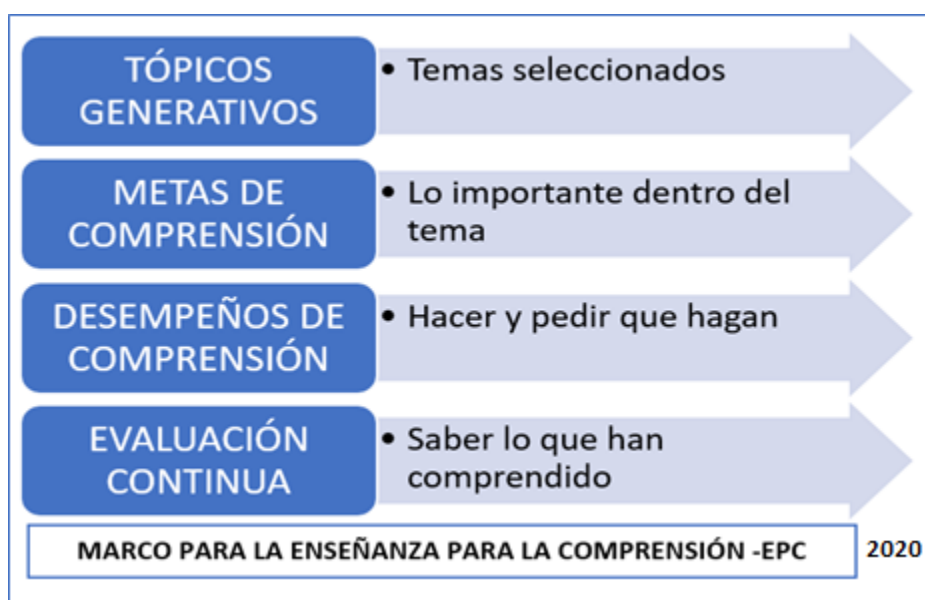 TÓPICOS
GENERATIVOS
• Temas seleccionados
METAS DE
COMPRENSIÓN
• Lo importante dentro del
tema
DESEMPEÑOS DE
COMPRENSIÓN
• Hacer y pedir que hagan
EVALUACIÓN
CONTINUA
• Saber lo que han
comprendido
MARCO PARA LA ENSEÑANZA PARA LA COMPRENSIÓN -EPC
2020